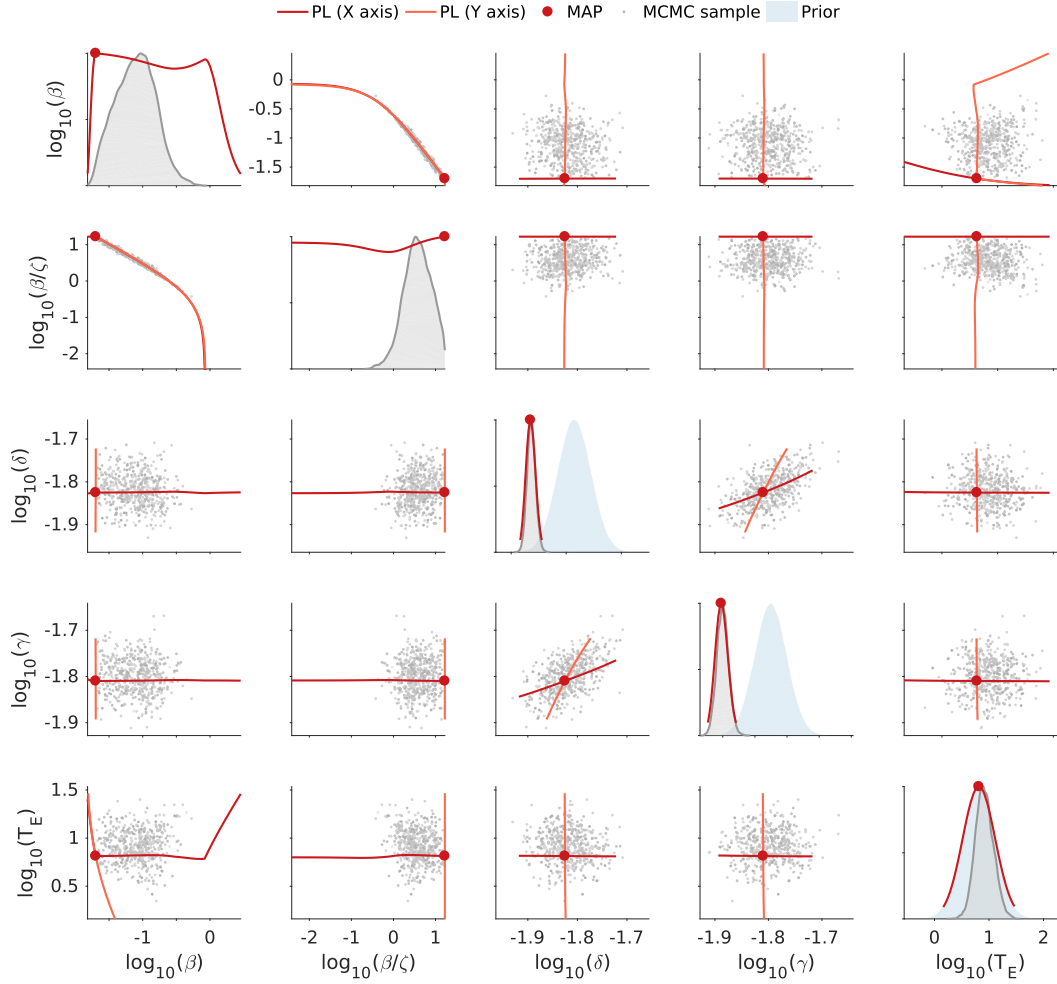 PL (X axis) PL (Y axis) MAP MCMC sample Prior
log10(β)
0
-0.5
-1
-1.5
log10(β/ζ)
1
0
-1
-2
log10(δ)
-1.7
-1.8
-1.9
log10(γ)
-1.7
-1.8
-1.9
log10(TE)
1.5
1
0.5
-1 0 -2 -1 0 1 -1.9 -1.7 -1.9 -1.8 -1.7 0 1 2
log10(β) log10(β/ζ) log10(δ) log10(γ) log10(TE)